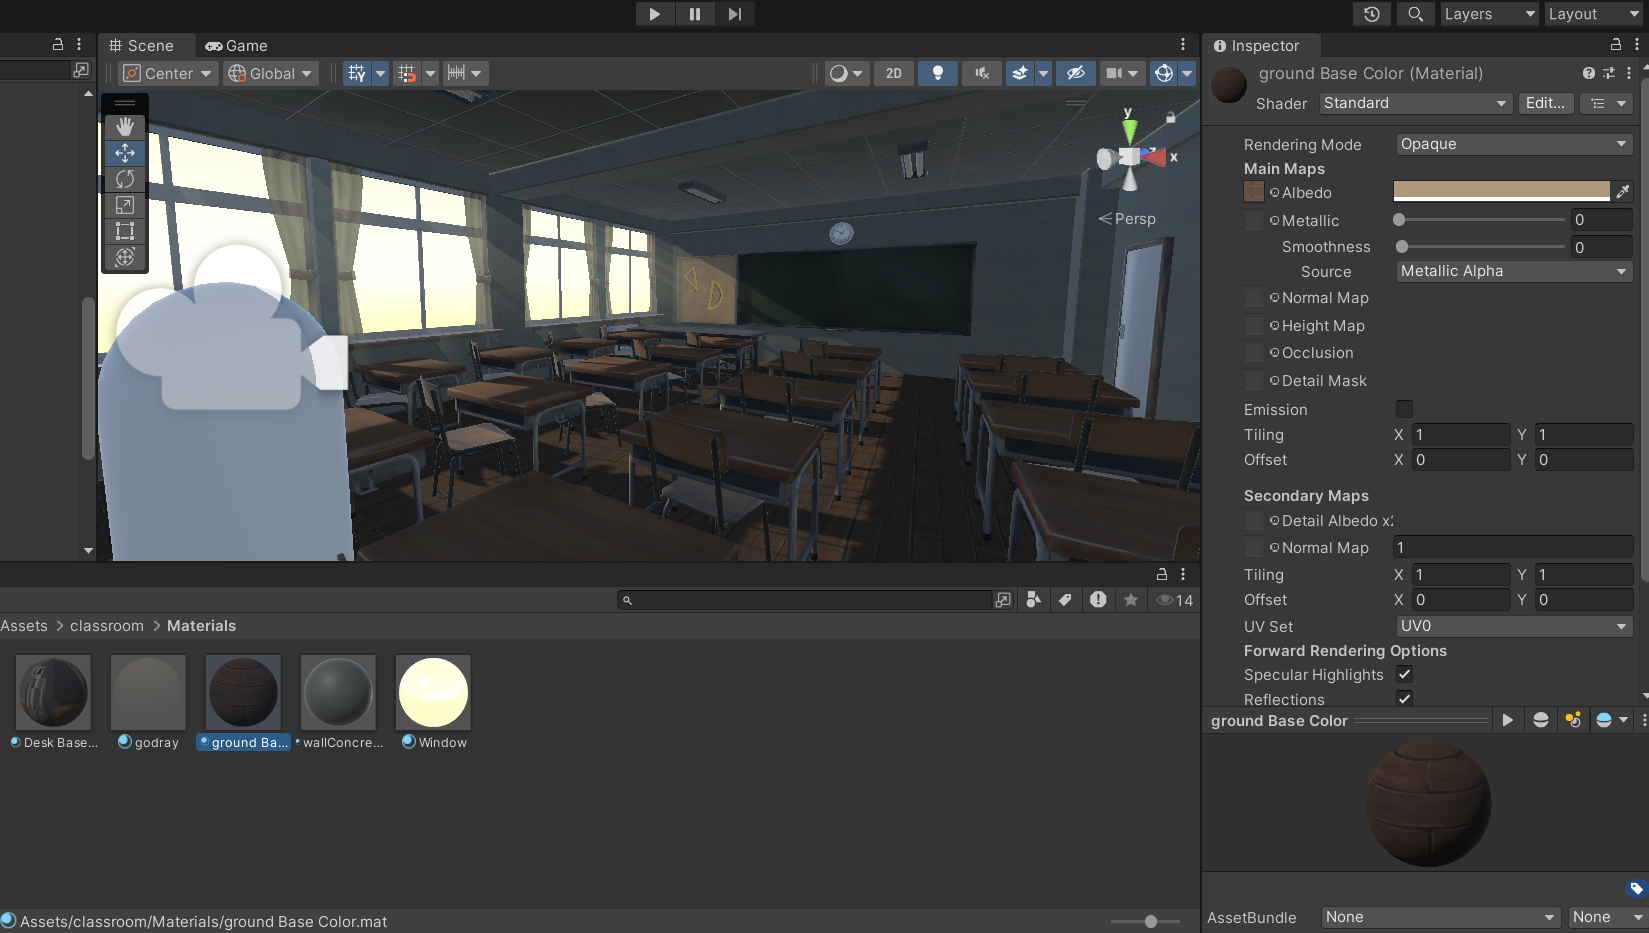 Layers
Layout
Scene
Game
Inspector
Center
Global
2D
ground Base Color (Material)
Shader
Standard
Edit...
y
x
z
Persp
Rendering Mode
Opaque
Main Maps
Albedo
Metallic
0
Smoothness
0
Source
Metallic Alpha
Normal Map
Height Map
Occlusion
Detail Mask
Emission
Tiling
X
1
Y
1
Offset
X
0
Y
0
Secondary Maps
Detail Albedo x2
Normal Map
1
Tiling
X
1
Y
1
Offset
X
0
Y
0
UV Set
UV0
Forward Rendering Options
Specular Highlights
Reflections
14
Assets > classroom > Materials
Desk Base...
godray
ground Ba...
wallConcre...
Window
ground Base Color
Assets/classroom/Materials/ground Base Color.mat
AssetBundle
None
None